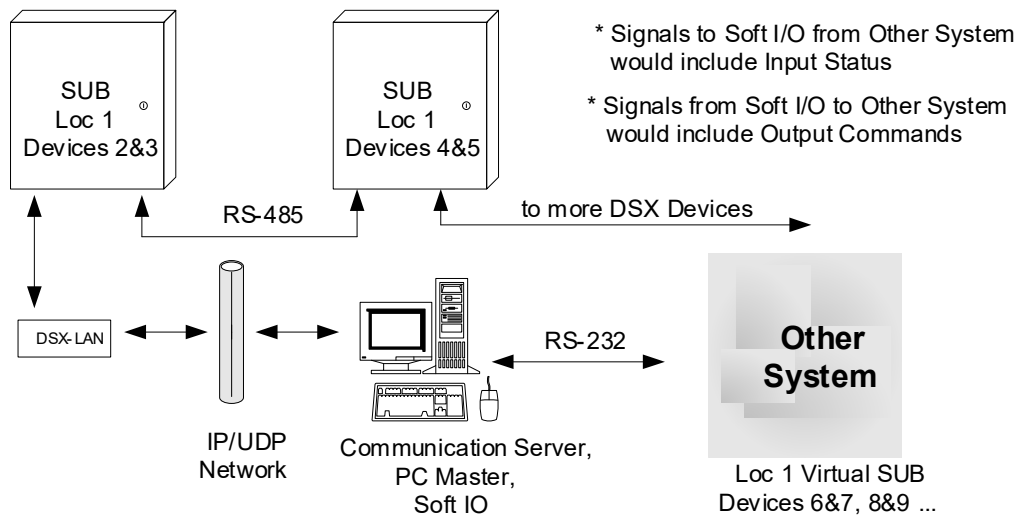 SUB
Loc 1
Devices 2&3
SUB
Loc 1
Devices 4&5
* Signals to Soft I/O from Other System
would include Input Status
* Signals from Soft I/O to Other System
would include Output Commands
RS-485
to more DSX Devices
DSX-LAN
RS-232
Other
System
IP/UDP
Network
Communication Server,
PC Master,
Soft IO
Loc 1 Virtual SUB
Devices 6&7, 8&9 ...